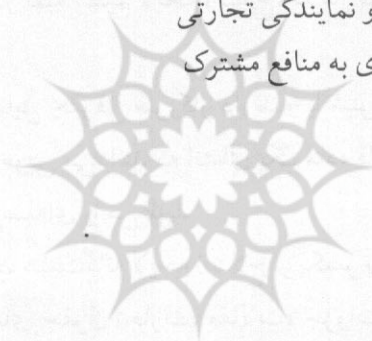 و نمایندگی تجارتی
ی به منافع مشترک